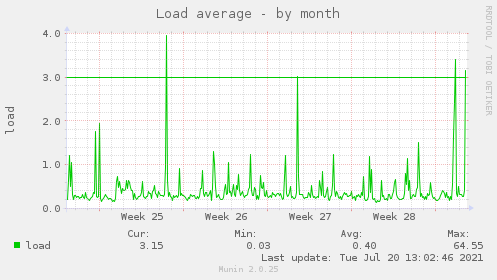 Load average - by month
RRDTOOL / TOBI OETIKER
load
4.0
3.0
2.0
1.0
0.0
Week 25 Week 26 Week 27 Week 28
Cur: Min: Avg: Max:
load 3.15 0.03 0.40 64.55
Last update: Tue Jul 20 13:02:46 2021
Munin 2.0.25